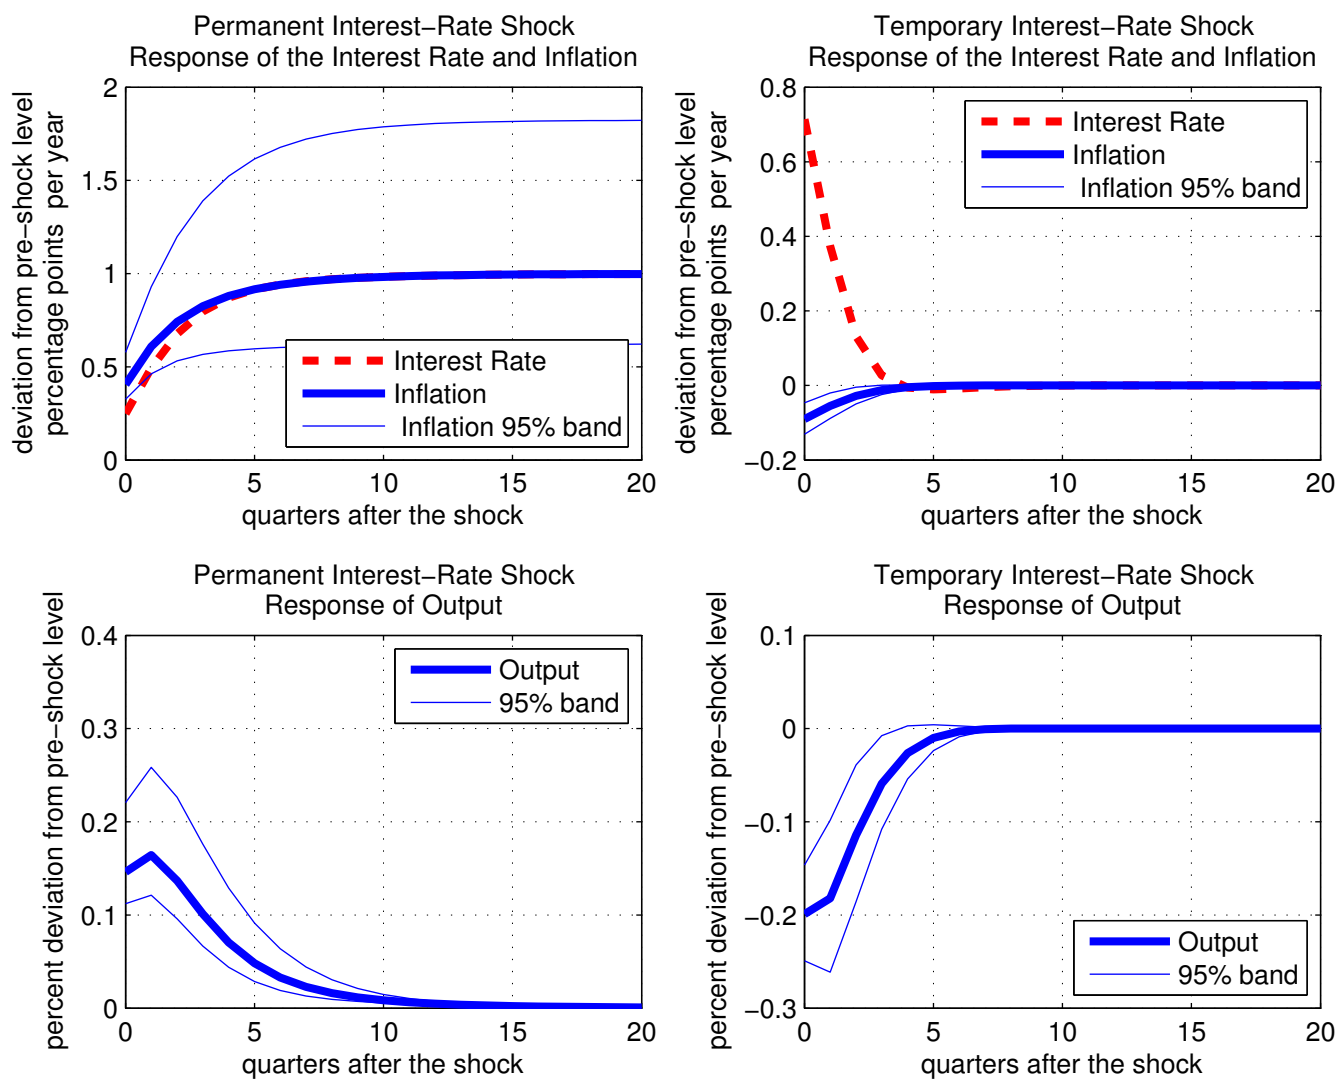 Permanent Interest−Rate Shock
Response of the Interest Rate and Inflation
deviation from pre−shock level
percentage points per year
2
1.5
1
0.5
0
Interest Rate
Inflation
Inflation 95% band
0
5
10
15
20
quarters after the shock
Temporary Interest−Rate Shock
Response of the Interest Rate and Inflation
deviation from pre−shock level
percentage points per year
0.8
0.6
0.4
0.2
0
−0.2
Interest Rate
Inflation
Inflation 95% band
0
5
10
15
20
quarters after the shock
Permanent Interest−Rate Shock
Response of Output
percent deviation from pre−shock level
0.4
0.3
0.2
0.1
0
Output
95% band
0
5
10
15
20
quarters after the shock
Temporary Interest−Rate Shock
Response of Output
percent deviation from pre−shock level
0.1
0
−0.1
−0.2
−0.3
Output
95% band
0
5
10
15
20
quarters after the shock